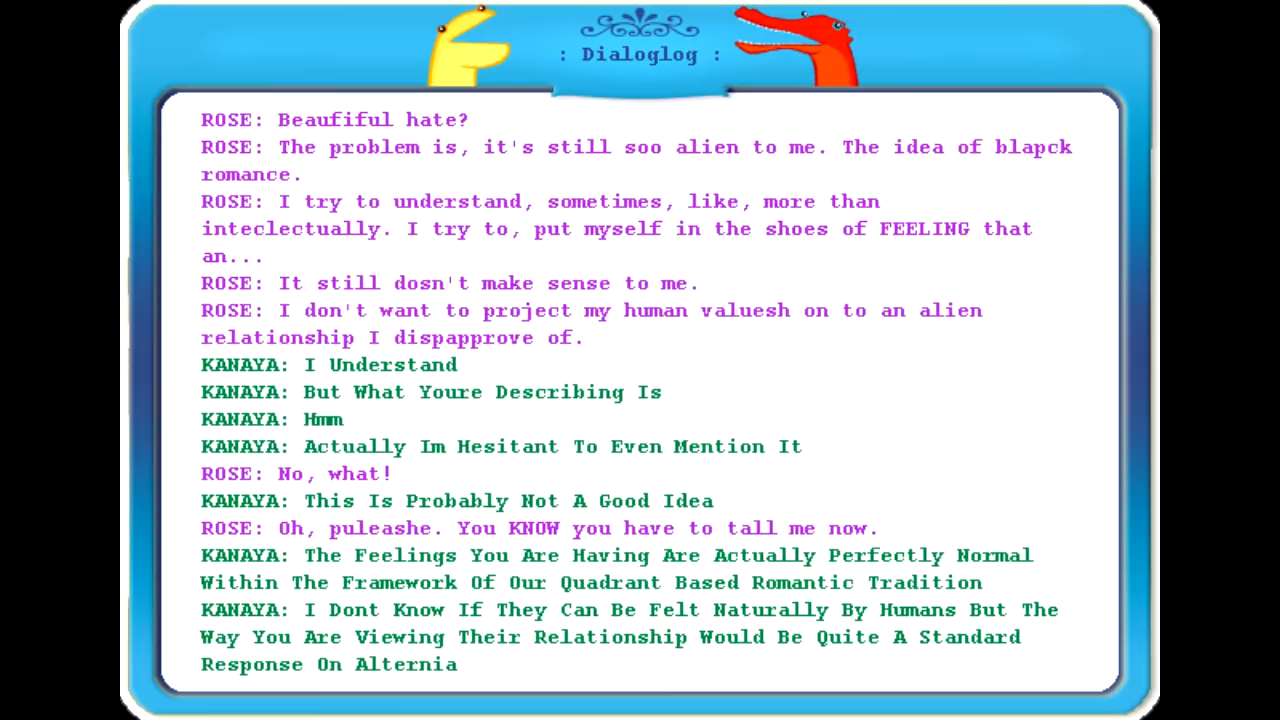 : Dialoglog :
ROSE: Beaufiful hate?
ROSE: The problem is, it's still soo alien to me. The idea of blapck
romance.
ROSE: I try to understand, sometimes, like, more than
inteclectually. I try to, put myself in the shoes of FEELING that
an...
ROSE: It still dosn't make sense to me.
ROSE: I don't want to project my human valuesh on to an alien
relationship I dispapprove of.
KANAYA: I Understand
KANAYA: But What Youre Describing Is
KANAYA: Hmm
KANAYA: Actually Im Hesitant To Even Mention It
ROSE: No, what!
KANAYA: This Is Probably Not A Good Idea
ROSE: Oh, puleashe. You KNOW you have to tall me now.
KANAYA: The Feelings You Are Having Are Actually Perfectly Normal
Within The Framework Of Our Quadrant Based Romantic Tradition
KANAYA: I Dont Know If They Can Be Felt Naturally By Humans But The
Way You Are Viewing Their Relationship Would Be Quite A Standard
Response On Alternia